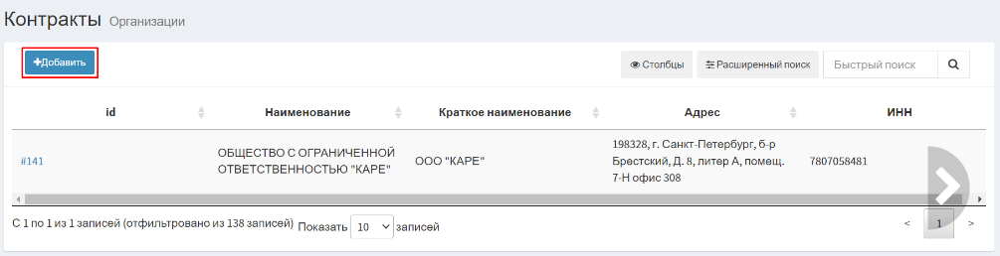 Контракты Организации
+Добавить
Столбцы Расширенный поиск Быстрый поиск
id Наименование Краткое наименование Адрес ИНН
#141 ОБЩЕСТВО С ОГРАНИЧЕННОЙ ОТВЕТСТВЕННОСТЬЮ "КАРЕ" ООО "КАРЕ" 198328, г. Санкт-Петербург, б-р Брестский, Д. 8, литер А, помещ. 7-Н офис 308 7807058481
С 1 по 1 из 1 записей (отфильтровано из 138 записей) Показать 10 записей < 1 >